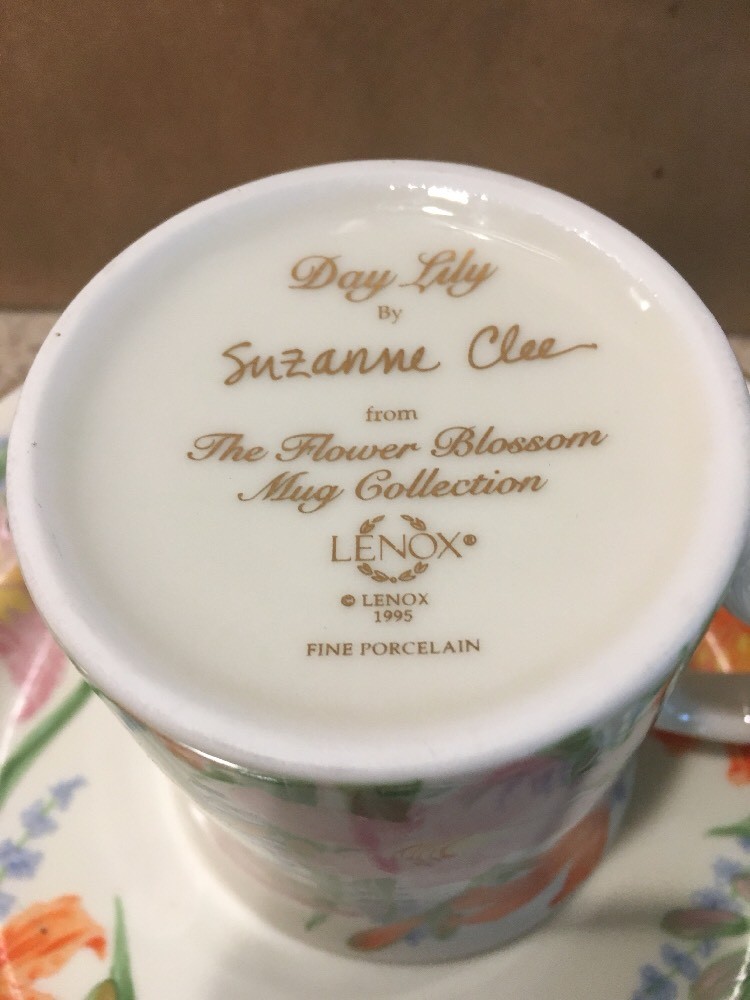 Day Lily
By
Suzanne Clee
from
The Flower Blossom
Mug Collection
LENOX®
© LENOX
1995
FINE PORCELAIN